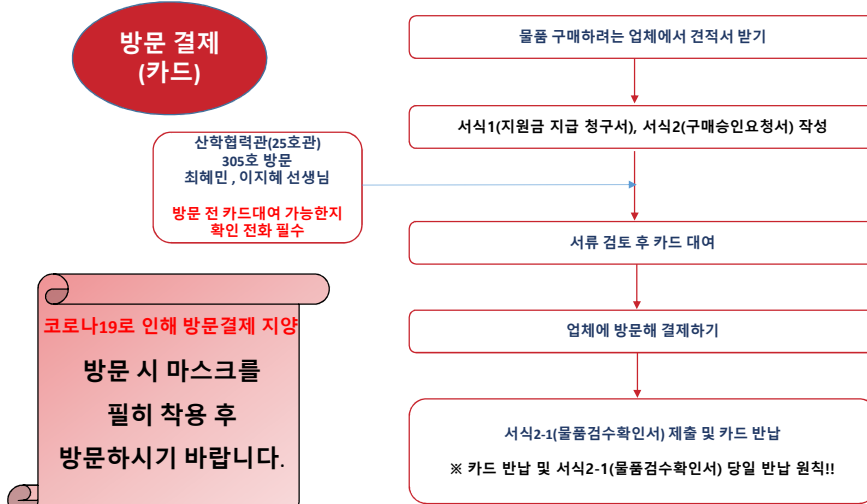 방문 결제
(카드)
물품 구매하려는 업체에서 견적서 받기
서식1(지원금 지급 청구서), 서식2(구매승인요청서) 작성
산학협력관(25호관)
305호 방문
최혜민 , 이지혜 선생님
방문 전 카드대여 가능한지
확인 전화 필수
서류 검토 후 카드 대여
업체에 방문해 결제하기
서식2-1(물품검수확인서) 제출 및 카드 반납
※ 카드 반납 및 서식2-1(물품검수확인서) 당일 반납 원칙!!
코로나19로 인해 방문결제 지양
방문 시 마스크를
필히 착용 후
방문하시기 바랍니다.